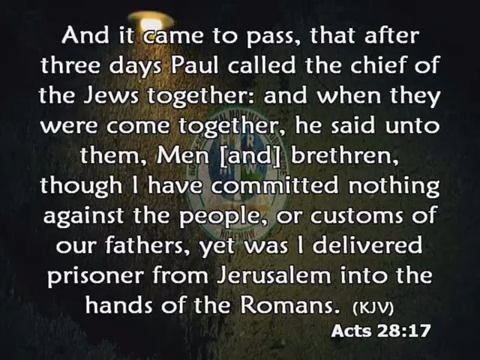 And it came to pass, that after
three days Paul called the chief of
the Jews together: and when they
were come together, he said unto
them, Men [and] brethren,
though I have committed nothing
against the people, or customs of
our fathers, yet was I delivered
prisoner from Jerusalem into the
hands of the Romans. (KJV)
Acts 28:17